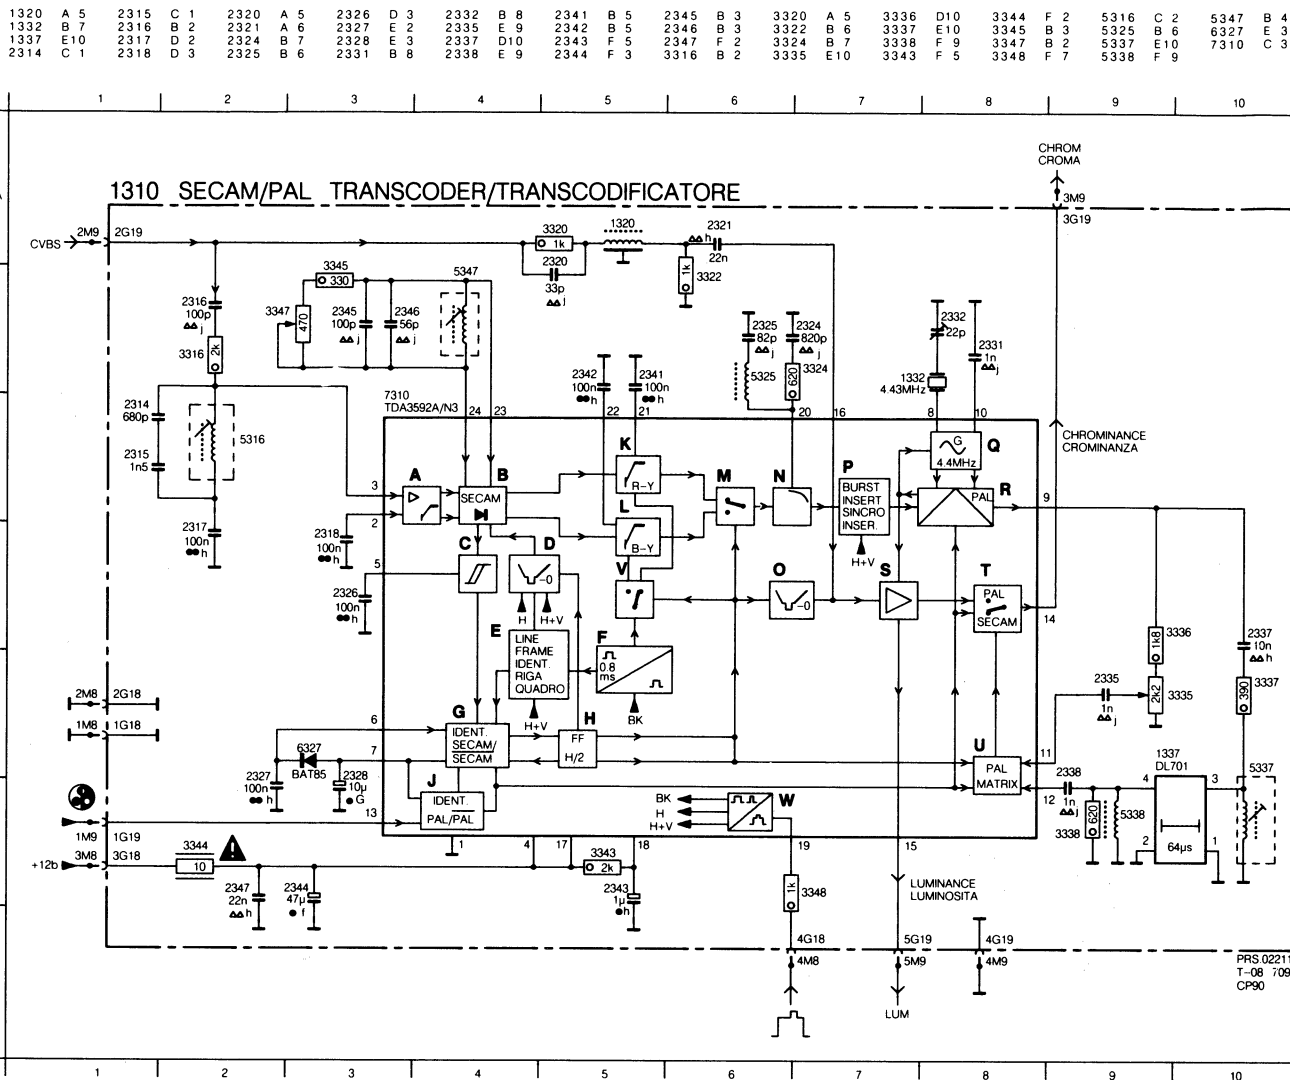 1320 A 5 2315 C 1 2320 A 5 2326 D 3 2332 B 8 2341 B 5 2345 B 3 3320 A 5 3336 D10 3344 F 2 5316 C 2 5347 B 4
1332 B 7 2316 B 2 2321 A 6 2327 E 2 2335 E 9 2342 B 5 2346 B 3 3322 B 6 3337 E10 3345 B 3 5325 B 6 6327 E 3
1337 E10 2317 D 2 2324 B 7 2328 E 3 2337 D10 2343 F 5 2347 F 2 3324 B 7 3338 F 9 3347 B 2 5337 E10 7310 C 3
2314 C 1 2318 D 3 2325 B 6 2331 B 8 2338 E 9 2344 F 3 3316 B 2 3335 E10 3343 F 5 3348 F 7 5338 F 9
1 2 3 4 5 6 7 8 9 10
CHROM
CROMA
1310 SECAM/PAL TRANSCODER/TRANSCODIFICATORE
3M9
3G19
CVBS 2M9 2G19
3320
1k
2320
33p
j
1320
2321
h
22n
1k
3322
3345
330
5347
2316
100p
j
3347
470
2345
100p
j
2346
56p
j
3316
2k
2325
82p
j
2324
820p
j
5325
620
3324
2332
22p
2331
1n
j
1332
4.43MHz
2342
100n
h
2341
100n
h
2314
680p
2315
1n5
5316
7310
TDA3592A/N3
24 23 22 21 20 16 8 10
CHROMINANCE
CROMINANZA
K
R-Y
L
B-Y
A
B
SECAM
M
N
P
BURST
INSERT
SINCRO
INSER.
H+V
Q
G
4.4MHz
R
PAL
9
3
2
2317
100n
h
2318
100n
h
C
D
-0
H H+V
V
O
-0
S
T
PAL
SECAM
14
5
2326
100n
h
E
LINE
FRAME
IDENT.
RIGA
QUADRO
H+V
F
0.8
ms
BK
3336
1k8
2337
10n
h
2335
1n
j
2k2
3335
390
3337
2M8 2G18
1M8 1G18
6
7
G
IDENT.
SECAM/
SECAM
H
FF
H/2
U
PAL
MATRIX
11
12
6327
BAT85
2327
100n
h
2328
10µ
G
J
IDENT.
PAL/PAL
13
BK
H
H+V
W
2338
1n
j
620
3338
5338
1337
DL701
4 3
2 1
64µs
5337
1M9 1G19
3M8 3G18
+12b
3344
10
1 4 17 18 19 15
3343
2k
2347
22n
h
2344
47µ
f
2343
1µ
h
1k
3348
LUMINANCE
LUMINOSITA
4G18 5G19 4G19
4M8 5M9 4M9
LUM
PRS.02211
T-08 709
CP90
1 2 3 4 5 6 7 8 9 10